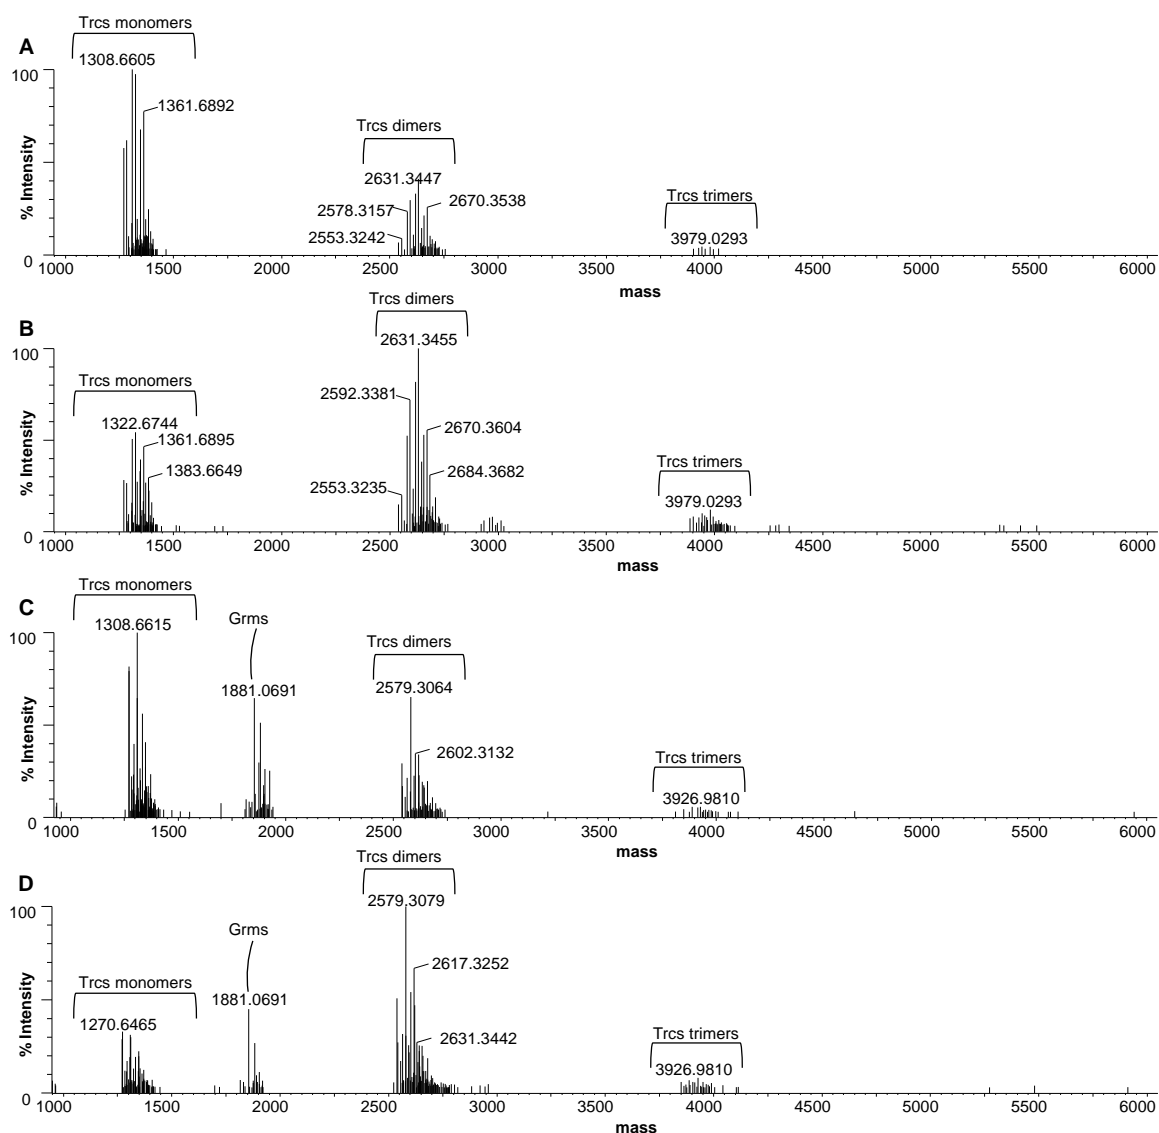 Trcs monomers
A
1308.6605
100
1361.6892
% Intensity
Trcs dimers
2631.3447
2670.3538
2578.3157
2553.3242
Trcs trimers
3979.0293
0
1000 1500 2000 2500 3000 3500 4000 4500 5000 5500 6000
mass
B
Trcs dimers
2631.3455
100
Trcs monomers
2592.3381
1322.6744
1361.6895
2670.3604
% Intensity
1383.6649
2684.3682
Trcs trimers
2553.3235
3979.0293
0
1000 1500 2000 2500 3000 3500 4000 4500 5000 5500 6000
mass
Trcs monomers
C
Grms
1308.6615
100
Trcs dimers
1881.0691
2579.3064
% Intensity
2602.3132
Trcs trimers
3926.9810
0
1000 1500 2000 2500 3000 3500 4000 4500 5000 5500 6000
mass
Trcs dimers
D
2579.3079
100
Grms
2617.3252
Trcs monomers
1881.0691
% Intensity
1270.6465
2631.3442
Trcs trimers
3926.9810
0
1000 1500 2000 2500 3000 3500 4000 4500 5000 5500 6000
mass